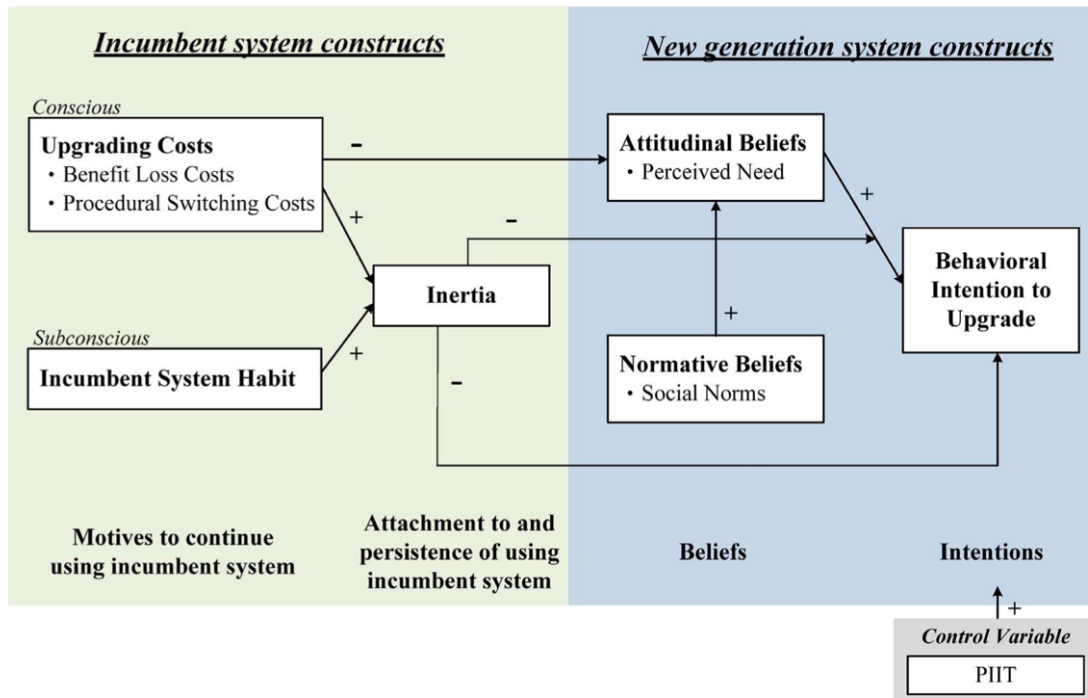 Incumbent system constructs
New generation system constructs
Conscious
Upgrading Costs
· Benefit Loss Costs
· Procedural Switching Costs
-
Attitudinal Beliefs
· Perceived Need
+
+
-
Inertia
Behavioral
Intention to
Upgrade
+
Subconscious
Incumbent System Habit
+
-
Normative Beliefs
· Social Norms
Motives to continue
using incumbent system
Attachment to and
persistence of using
incumbent system
Beliefs
Intentions
+
Control Variable
PIIT